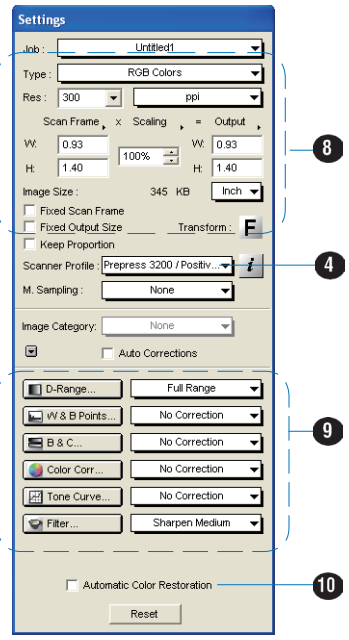 Settings
Job : Untitled1
Type : RGB Colors
Res : 300 ppi
Scan Frame x Scaling = Output
W: 0.93 100% W: 0.93
H: 1.40 H: 1.40
8
Image Size : 345 KB Inch
Fixed Scan Frame
Fixed Output Size Transform : F
Keep Proportion
Scanner Profile : Prepress 3200 / Positiv... i 4
M. Sampling : None
Image Category: None
Auto Corrections
D-Range... Full Range
W & B Points... No Correction
9
B & C... No Correction
Color Corr... No Correction
Tone Curve... No Correction
Filter... Sharpen Medium
Automatic Color Restoration 10
Reset